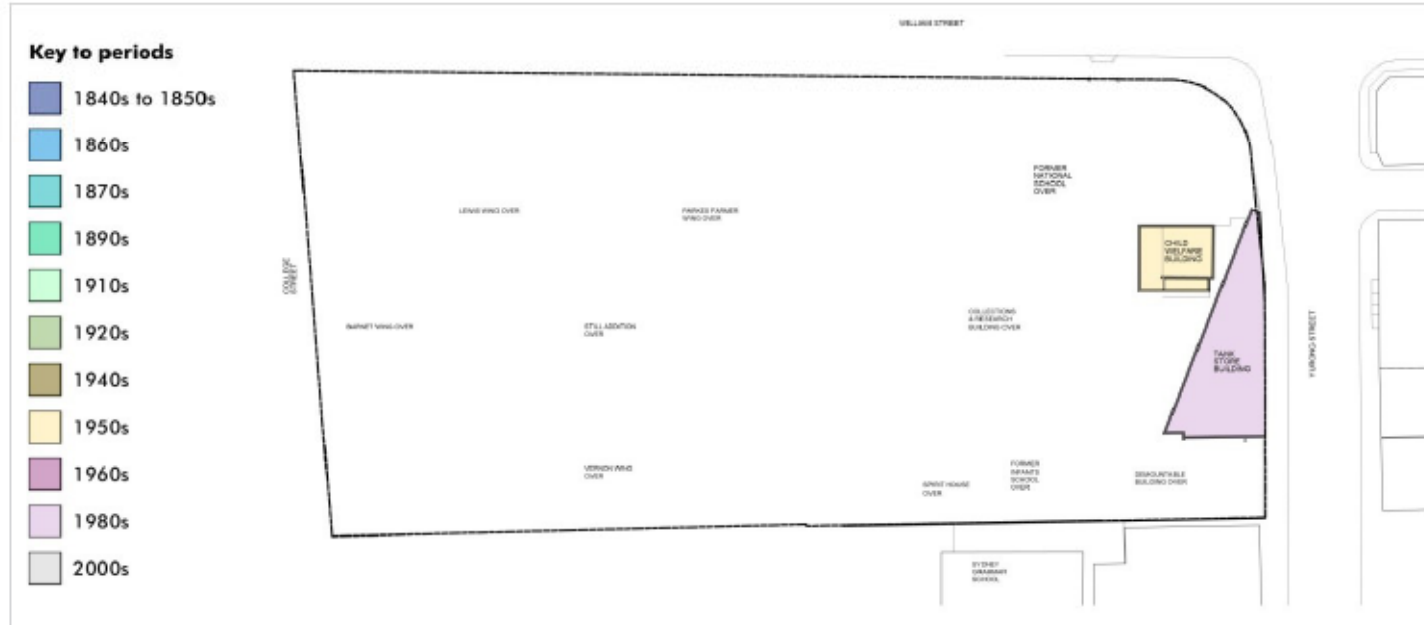 WILLIAM STREET
Key to periods
1840s to 1850s
1860s
1870s
1890s
1910s
1920s
1940s
1950s
1960s
1980s
2000s
COLLEGE
STREET
LEWIS WING OVER
PARKES FARMER
WING OVER
FORMER
NATIONAL
SCHOOL
OVER
CHILD
WELFARE
BUILDING
BARNET WING OVER
STILL ADDITION
OVER
COLLECTIONS
& RESEARCH
BUILDING OVER
TANK
STORE
BUILDING
YURONG STREET
VERNON WING
OVER
SPIRIT HOUSE
OVER
FORMER
INFANTS
SCHOOL
OVER
DEMOUNTABLE
BUILDING OVER
SYDNEY
GRAMMAR
SCHOOL